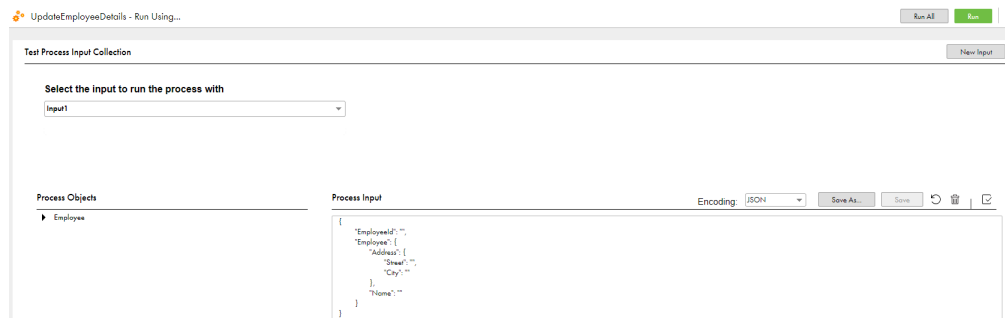 UpdateEmployeeDetails - Run Using...
Run All
Run
Test Process Input Collection
New Input
Select the input to run the process with
Input1
Process Objects
Employee
Process Input
Encoding:
JSON
Save As...
Save
{
"EmployeeId": "",
"Employee": {
"Address": {
"Street": "",
"City": ""
},
"Name": ""
}
}